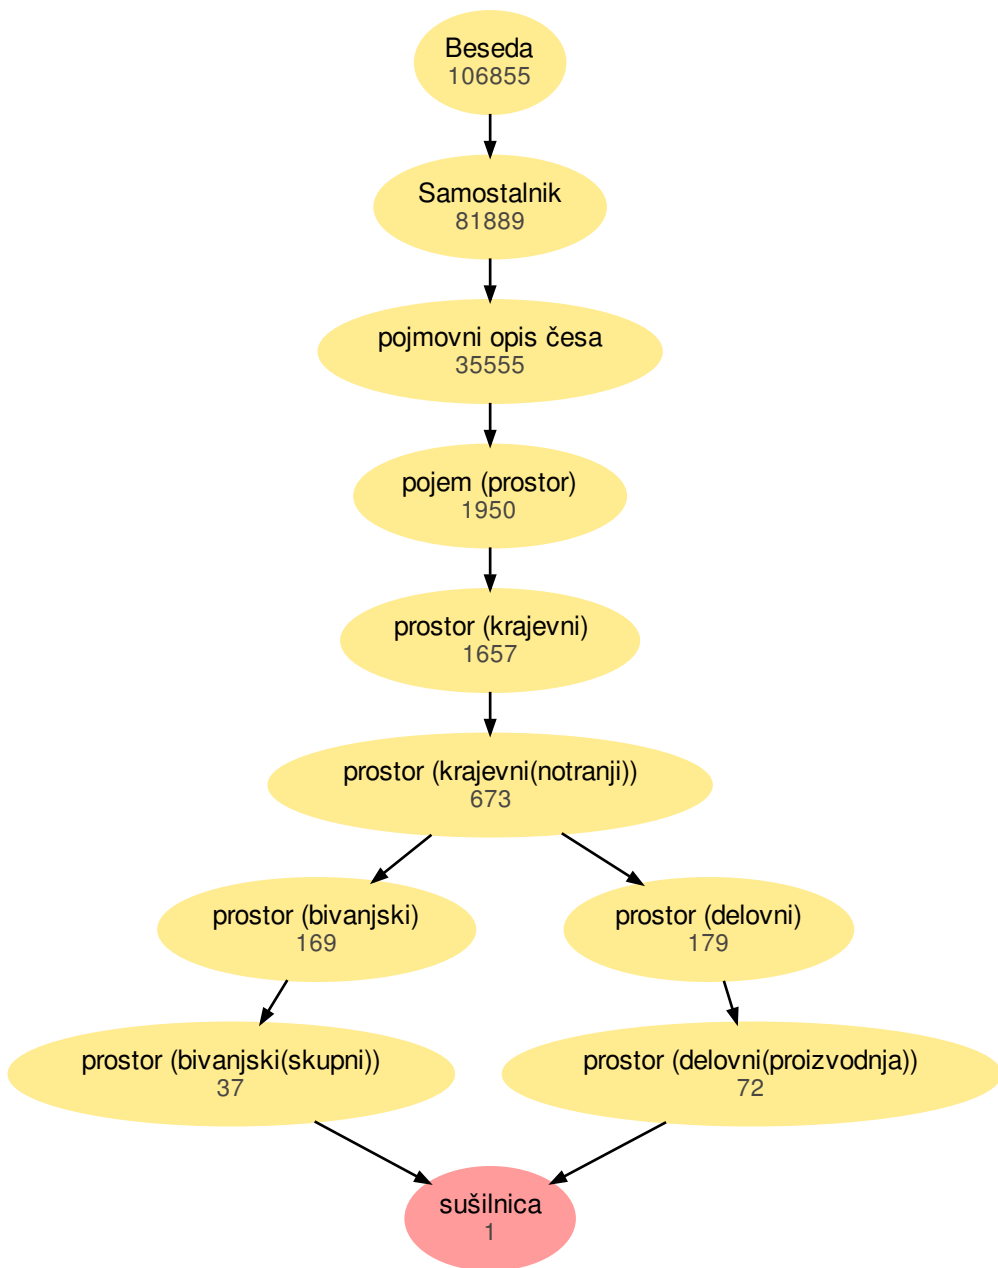 Beseda
106855
Samostalnik
81889
pojmovni opis česa
35555
pojem (prostor)
1950
prostor (krajevni)
1657
prostor (krajevni(notranji))
673
prostor (bivanjski)
169
prostor (delovni)
179
prostor (bivanjski(skupni))
37
prostor (delovni(proizvodnja))
72
sušilnica
1